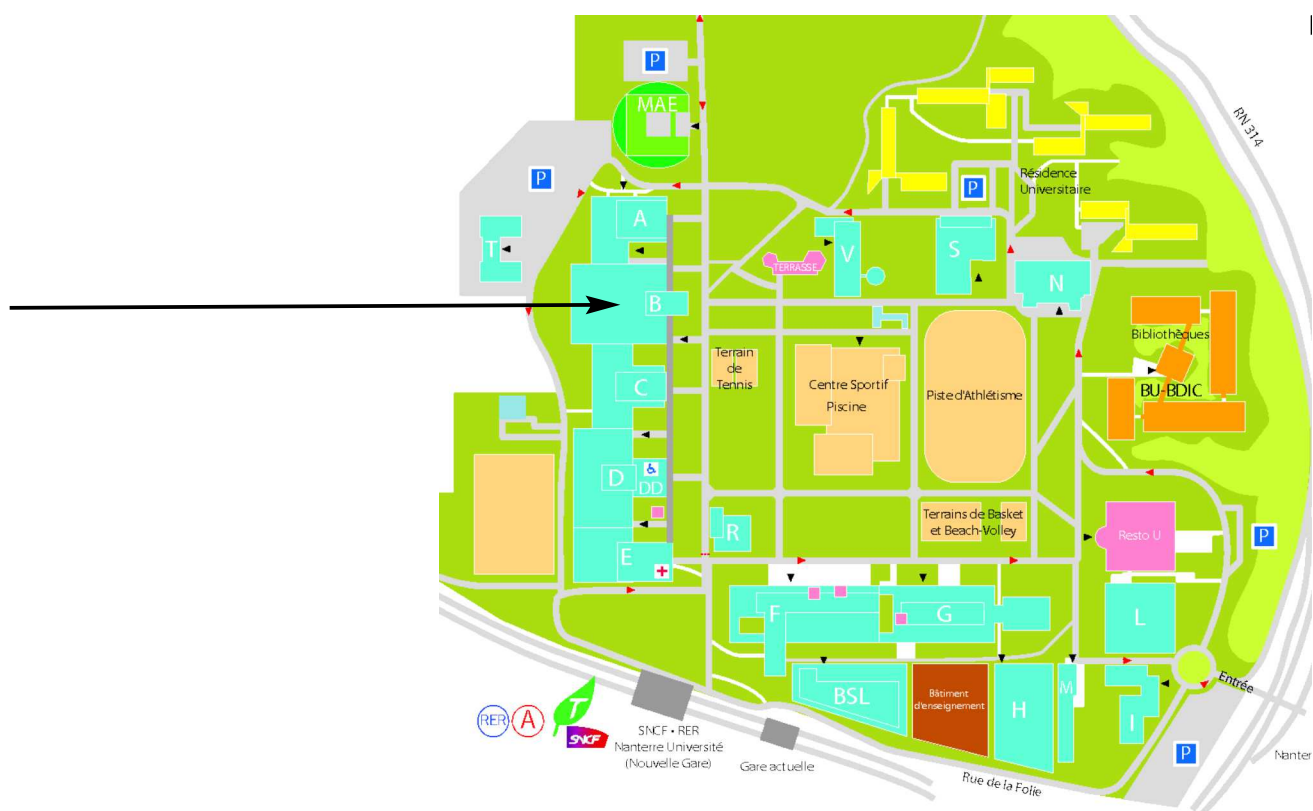 P
MAE
RN 314
P
Résidence
Universitaire
P
A
T
V
S
TERRASSE
N
B
Bibliothèques
BU-BDIC
Terrain
de
Tennis
Centre Sportif
Piscine
Piste d'Athlétisme
C
D
DD
Terrains de Basket
et Beach-Volley
R
Resto U
P
E
F
G
L
BSL
Bâtiment
d'enseignement
H
M
I
Entrée
RER
A
T
SNCF
SNCF • RER
Nanterre Université
(Nouvelle Gare)
Gare actuelle
Rue de la Folie
P
Nanter